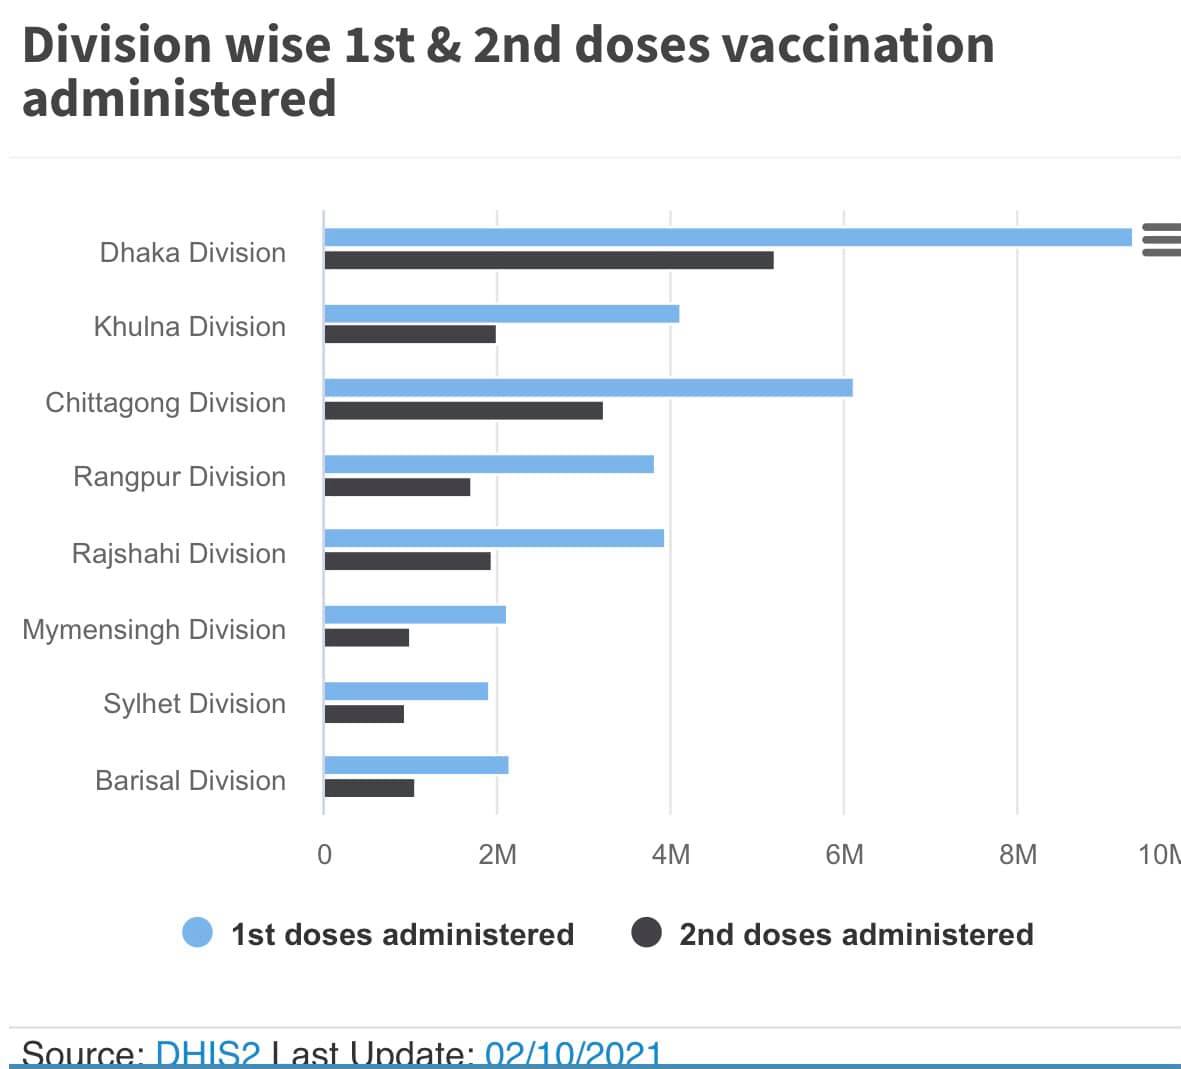 Division wise 1st & 2nd doses vaccination
administered
Dhaka Division
Khulna Division
Chittagong Division
Rangpur Division
Rajshahi Division
Mymensingh Division
Sylhet Division
Barisal Division
0 2M 4M 6M 8M 10M
1st doses administered 2nd doses administered
Source: DHIS2 Last Update: 02/10/2021